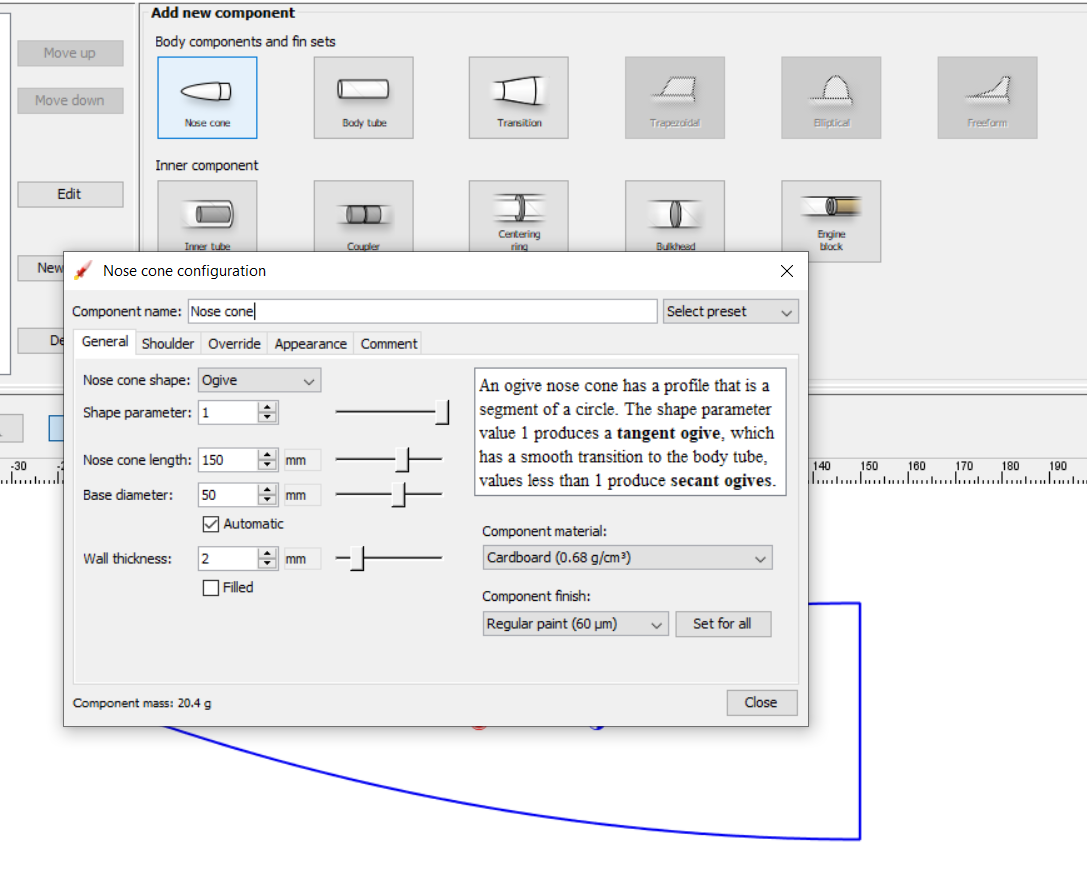 Add new component
Move up
Body components and fin sets
Move down
Nose cone
Body tube
Transition
Trapezoidal
Elliptical
Freeform
Inner component
Edit
Inner tube
Coupler
Centering
ring
Bulkhead
Engine
block
New
Nose cone configuration
Component name: Nose cone
Select preset
De
General Shoulder Override Appearance Comment
Nose cone shape: Ogive
Shape parameter: 1
Nose cone length: 150 mm
Base diameter: 50 mm
Automatic
Wall thickness: 2 mm
Filled
An ogive nose cone has a profile that is a
segment of a circle. The shape parameter
value 1 produces a tangent ogive, which
has a smooth transition to the body tube,
values less than 1 produce secant ogives.
Component material:
Cardboard (0.68 g/cm³)
Component finish:
Regular paint (60 µm)
Set for all
Component mass: 20.4 g
Close
-30
140 150 160 170 180 190